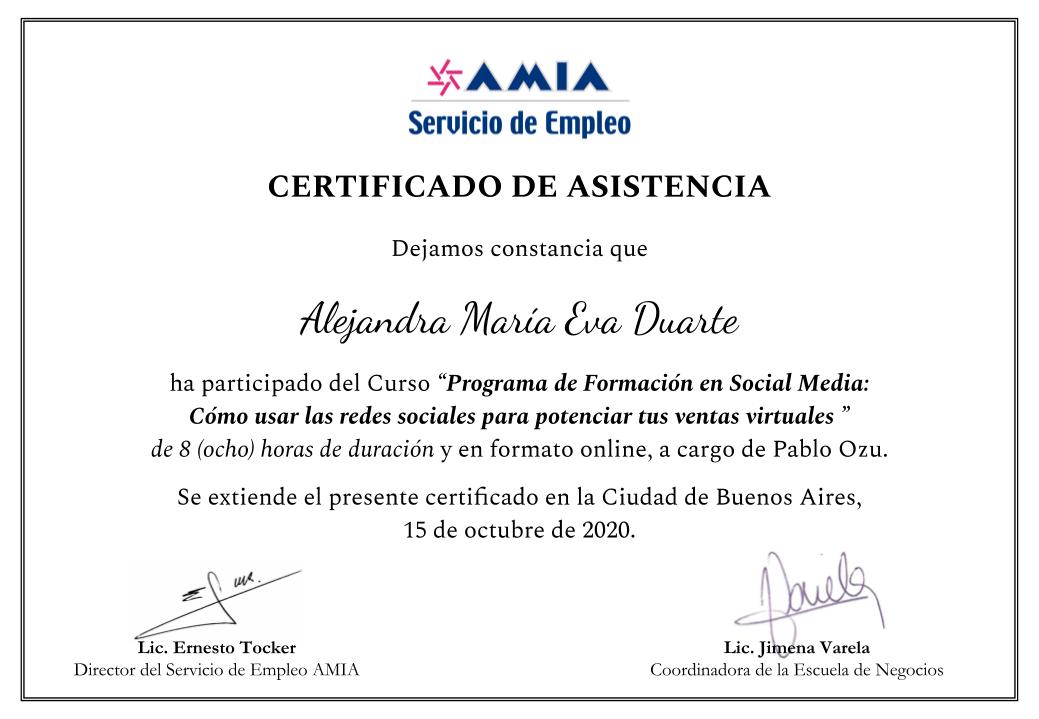 AMIA
Servicio de Empleo
CERTIFICADO DE ASISTENCIA
Dejamos constancia que
Alejandra María Eva Duarte
ha participado del Curso “Programa de Formación en Social Media:
Cómo usar las redes sociales para potenciar tus ventas virtuales ”
de 8 (ocho) horas de duración y en formato online, a cargo de Pablo Ozu.
Se extiende el presente certificado en la Ciudad de Buenos Aires,
15 de octubre de 2020.
Lic. Ernesto Tocker
Director del Servicio de Empleo AMIA
Lic. Jimena Varela
Coordinadora de la Escuela de Negocios